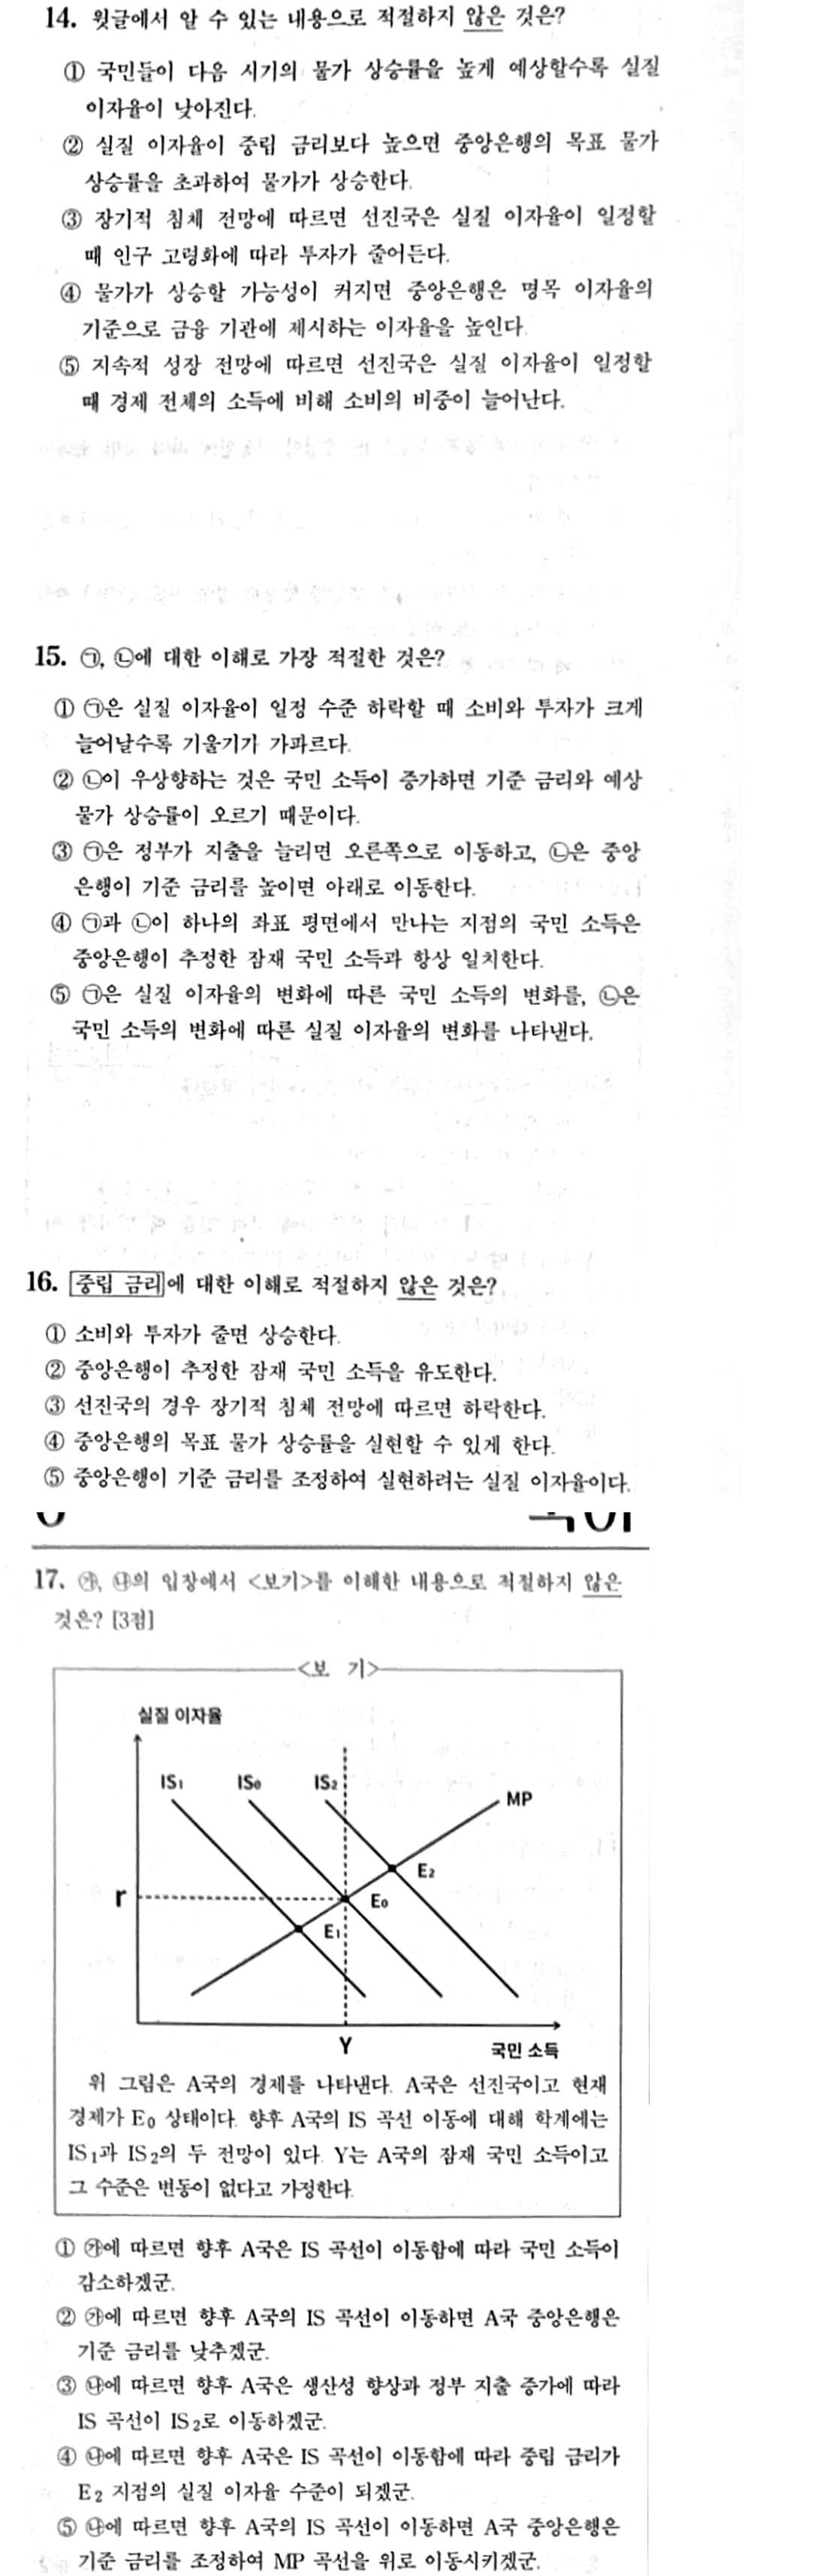 14. 윗글에서 알 수 있는 내용으로 적절하지 않은 것은?
① 국민들이 다음 시기의 물가 상승률을 높게 예상할수록 실질
이자율이 낮아진다.
② 실질 이자율이 중립 금리보다 높으면 중앙은행의 목표 물가
상승률을 초과하여 물가가 상승한다.
③ 장기적 침체 전망에 따르면 선진국은 실질 이자율이 일정할
때 인구 고령화에 따라 투자가 줄어든다.
④ 물가가 상승할 가능성이 커지면 중앙은행은 명목 이자율의
기준으로 금융 기관에 제시하는 이자율을 높인다.
⑤ 지속적 성장 전망에 따르면 선진국은 실질 이자율이 일정할
때 경제 전체의 소득에 비해 소비의 비중이 늘어난다.
15. ㉠, ㉡에 대한 이해로 가장 적절한 것은?
① ㉠은 실질 이자율이 일정 수준 하락할 때 소비와 투자가 크게
늘어날수록 기울기가 가파르다.
② ㉡이 우상향하는 것은 국민 소득이 증가하면 기준 금리와 예상
물가 상승률이 오르기 때문이다.
③ ㉠은 정부가 지출을 늘리면 오른쪽으로 이동하고, ㉡은 중앙
은행이 기준 금리를 높이면 아래로 이동한다.
④ ㉠과 ㉡이 하나의 좌표 평면에서 만나는 지점의 국민 소득은
중앙은행이 추정한 잠재 국민 소득과 항상 일치한다.
⑤ ㉠은 실질 이자율의 변화에 따른 국민 소득의 변화를, ㉡은
국민 소득의 변화에 따른 실질 이자율의 변화를 나타낸다.
16. 중립 금리에 대한 이해로 적절하지 않은 것은?
① 소비와 투자가 줄면 상승한다.
② 중앙은행이 추정한 잠재 국민 소득을 유도한다.
③ 선진국의 경우 장기적 침체 전망에 따르면 하락한다.
④ 중앙은행의 목표 물가 상승률을 실현할 수 있게 한다.
⑤ 중앙은행이 기준 금리를 조정하여 실현하려는 실질 이자율이다.
17. ㉮, ㉯의 입장에서 <보기>를 이해한 내용으로 적절하지 않은
것은? [3점]
<보 기>
실질 이자율
IS₁ IS₀ IS₂
MP
E₂
r
E₀
E₁
Y
국민 소득
위 그림은 A국의 경제를 나타낸다. A국은 선진국이고 현재
경제가 E₀ 상태이다. 향후 A국의 IS 곡선 이동에 대해 학계에는
IS₁과 IS₂의 두 전망이 있다. Y는 A국의 잠재 국민 소득이고
그 수준은 변동이 없다고 가정한다.
① ㉮에 따르면 향후 A국은 IS 곡선이 이동함에 따라 국민 소득이
감소하겠군.
② ㉮에 따르면 향후 A국의 IS 곡선이 이동하면 A국 중앙은행은
기준 금리를 낮추겠군.
③ ㉯에 따르면 향후 A국은 생산성 향상과 정부 지출 증가에 따라
IS 곡선이 IS₂로 이동하겠군.
④ ㉯에 따르면 향후 A국은 IS 곡선이 이동함에 따라 중립 금리가
E₂ 지점의 실질 이자율 수준이 되겠군.
⑤ ㉯에 따르면 향후 A국의 IS 곡선이 이동하면 A국 중앙은행은
기준 금리를 조정하여 MP 곡선을 위로 이동시키겠군.